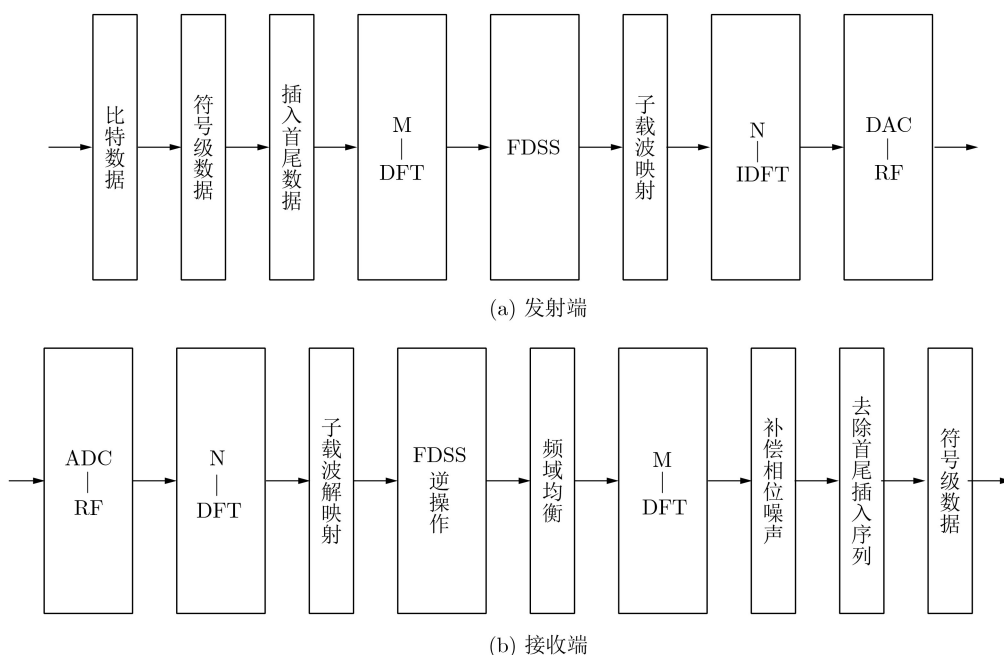 比特数据
符号级数据
插入首尾数据
M
DFT
FDSS
子载波映射
N
IDFT
DAC
RF
(a) 发射端
ADC
RF
N
DFT
子载波解映射
FDSS
逆操作
频域均衡
M
DFT
补偿相位噪声
去除首尾插入序列
符号级数据
(b) 接收端